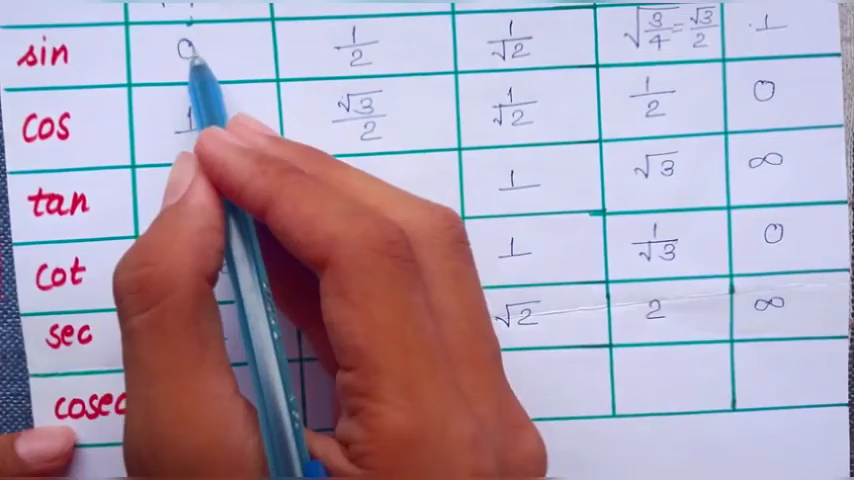 sin 0 1/2 1/√2 √3/4 = √3/2 1
cos 1 √3/2 1/√2 1/2 0
tan 1 √3 ∞
cot 1 1/√3 0
sec √2 2 ∞
cosec